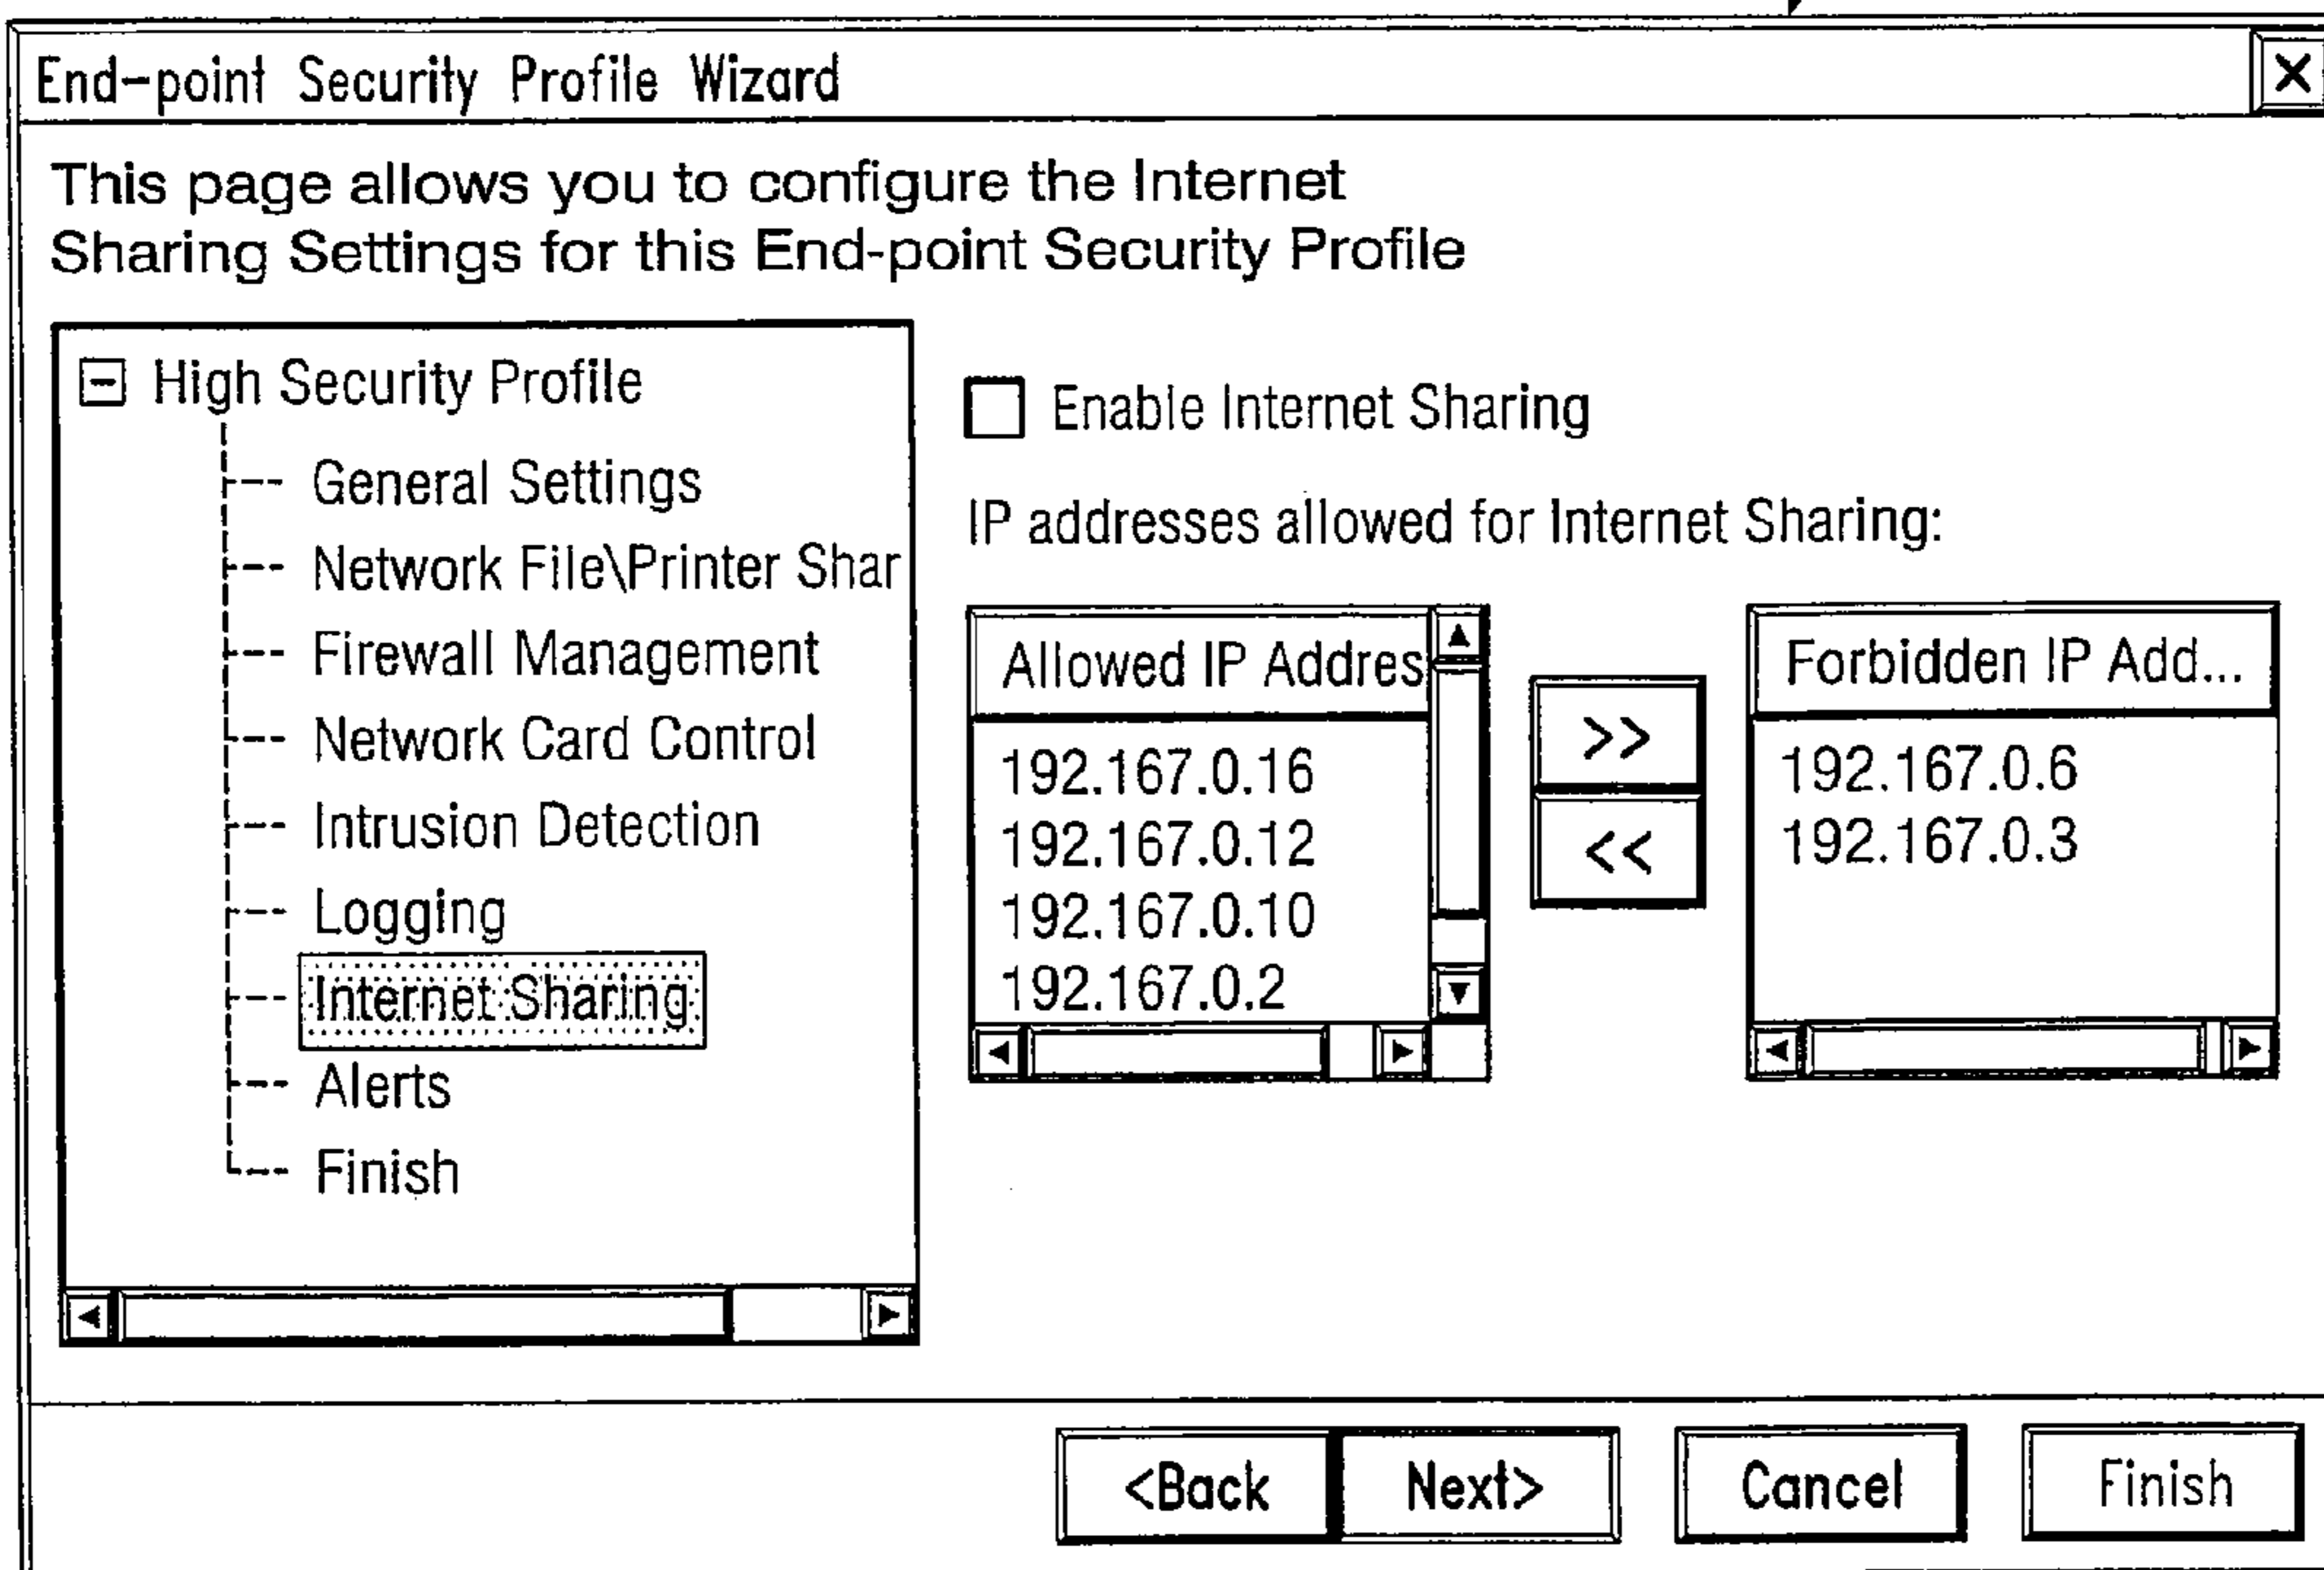 End-point Security Profile Wizard
This page allows you to configure the Internet
Sharing Settings for this End-point Security Profile
High Security Profile
General Settings
Network File\Printer Shar
Firewall Management
Network Card Control
Intrusion Detection
Logging
Internet Sharing
Alerts
Finish
Enable Internet Sharing
IP addresses allowed for Internet Sharing:
Allowed IP Addres
192.167.0.16
192.167.0.12
192.167.0.10
192.167.0.2
>>
<<
Forbidden IP Add...
192.167.0.6
192.167.0.3
<Back Next> Cancel Finish